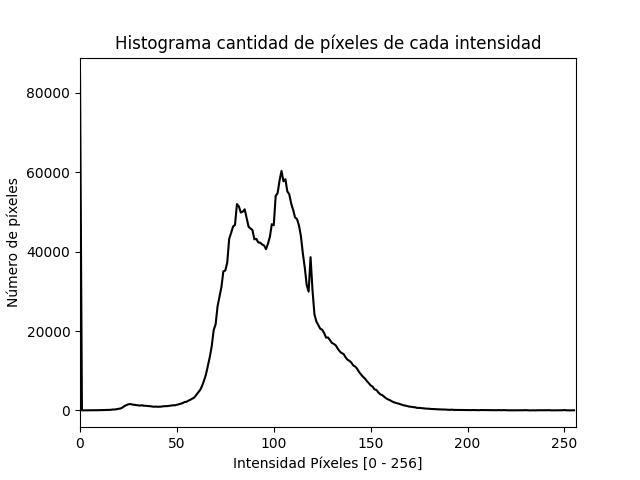 Histograma cantidad de píxeles de cada intensidad
80000
60000
40000
20000
0
Número de píxeles
0 50 100 150 200 250
Intensidad Píxeles [0 - 256]